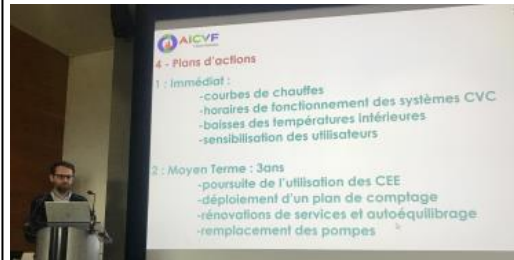 AICVF
4 - Plans d'actions
1 : Immédiat :
-courbes de chauffes
-horaires de fonctionnement des systèmes CVC
-baisses des températures intérieures
-sensibilisation des utilisateurs
2 : Moyen Terme : 3ans
-poursuite de l'utilisation des CEE
-déploiement d'un plan de comptage
-rénovations de services et autoéquilibrage
-remplacement des pompes